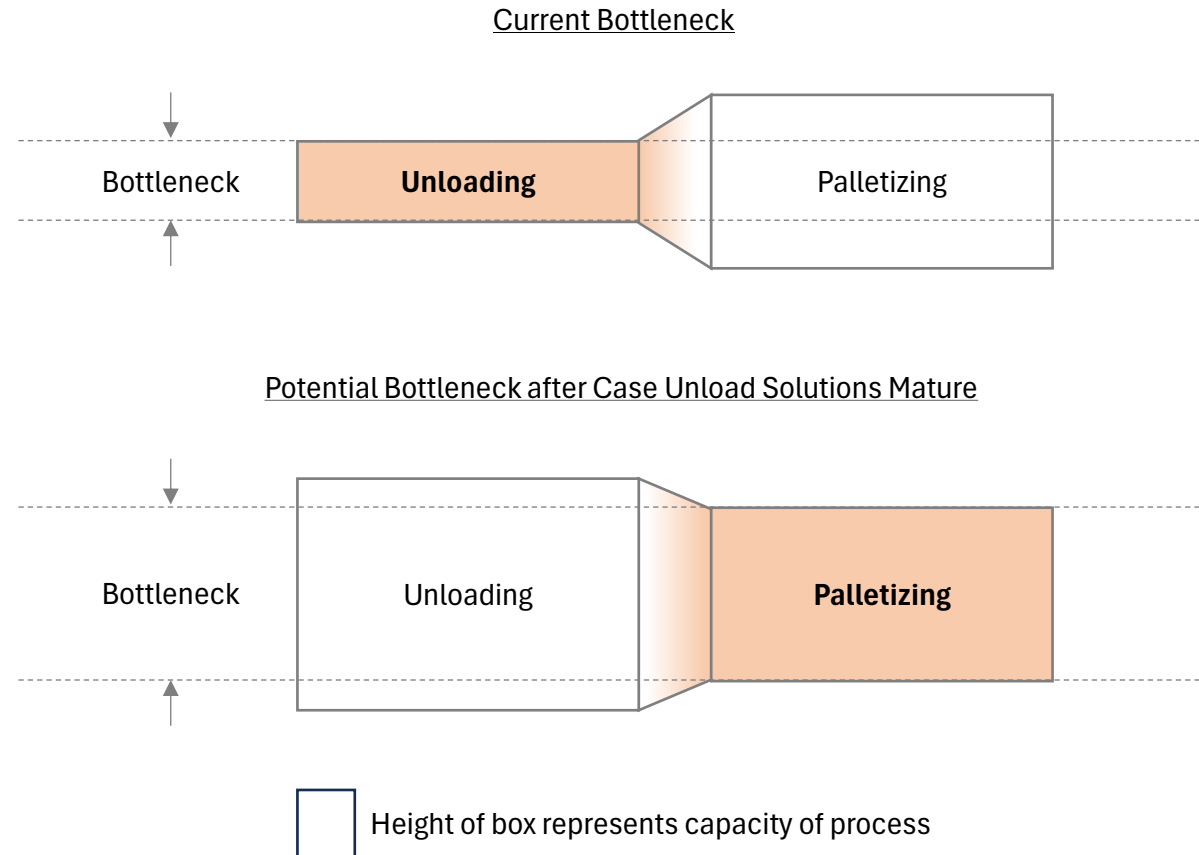 Current Bottleneck
Bottleneck
Unloading
Palletizing
Potential Bottleneck after Case Unload Solutions Mature
Bottleneck
Unloading
Palletizing
Height of box represents capacity of process